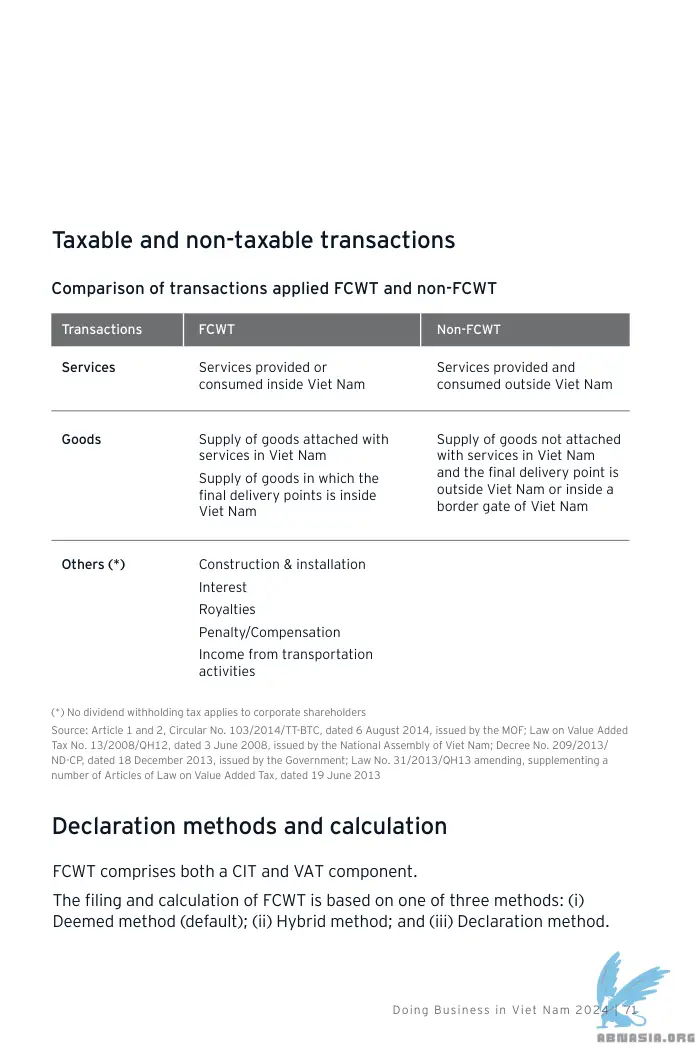 Taxable and non-taxable transactions
Comparison of transactions applied FCWT and non-FCWT
Transactions
FCWT
Non-FCWT
Services
Services provided or
consumed inside Viet Nam
Services provided and
consumed outside Viet Nam
Goods
Supply of goods attached with
services in Viet Nam
Supply of goods in which the
final delivery points is inside
Viet Nam
Supply of goods not attached
with services in Viet Nam
and the final delivery point is
outside Viet Nam or inside a
border gate of Viet Nam
Others (*)
Construction & installation
Interest
Royalties
Penalty/Compensation
Income from transportation
activities
(*) No dividend withholding tax applies to corporate shareholders
Source: Article 1 and 2, Circular No. 103/2014/TT-BTC, dated 6 August 2014, issued by the MOF; Law on Value Added
Tax No. 13/2008/QH12, dated 3 June 2008, issued by the National Assembly of Viet Nam; Decree No. 209/2013/
ND-CP, dated 18 December 2013, issued by the Government; Law No. 31/2013/QH13 amending, supplementing a
number of Articles of Law on Value Added Tax, dated 19 June 2013
Declaration methods and calculation
FCWT comprises both a CIT and VAT component.
The filing and calculation of FCWT is based on one of three methods: (i)
Deemed method (default); (ii) Hybrid method; and (iii) Declaration method.
Doing Business in Viet Nam 2024 | 71
ABNASIA.ORG